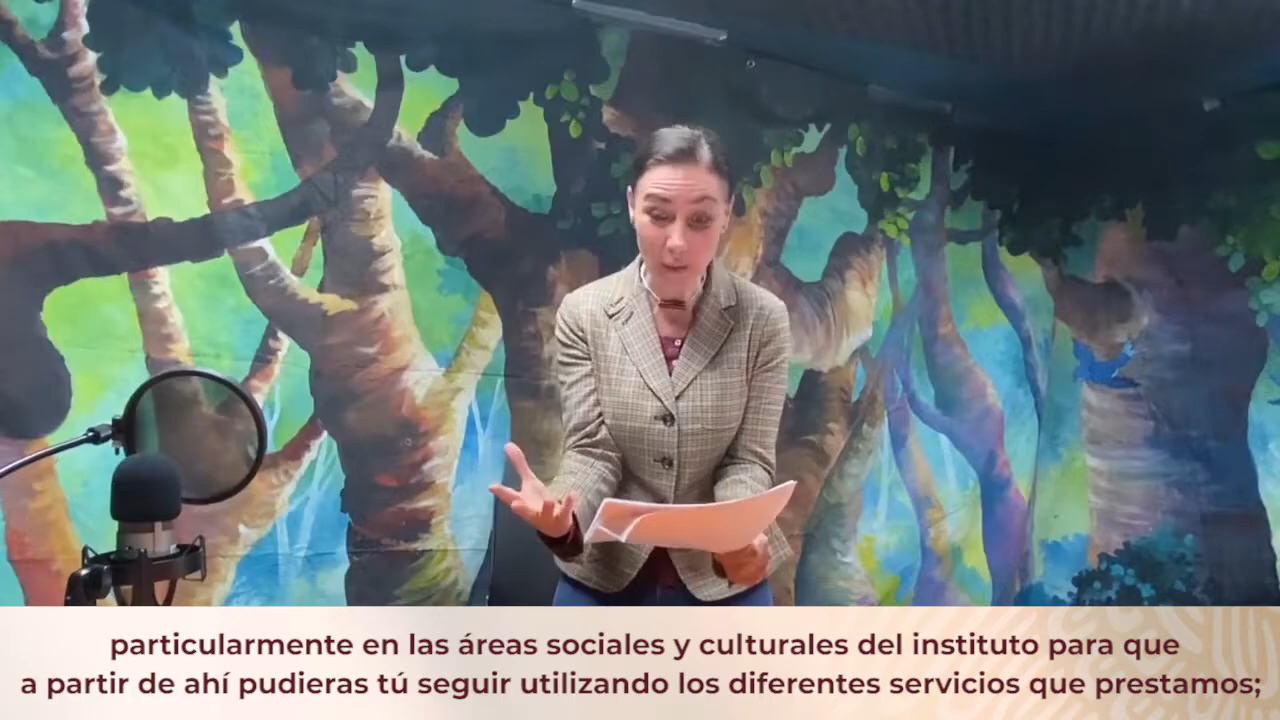 particularmente en las áreas sociales y culturales del instituto para que
a partir de ahí pudieras tú seguir utilizando los diferentes servicios que prestamos;